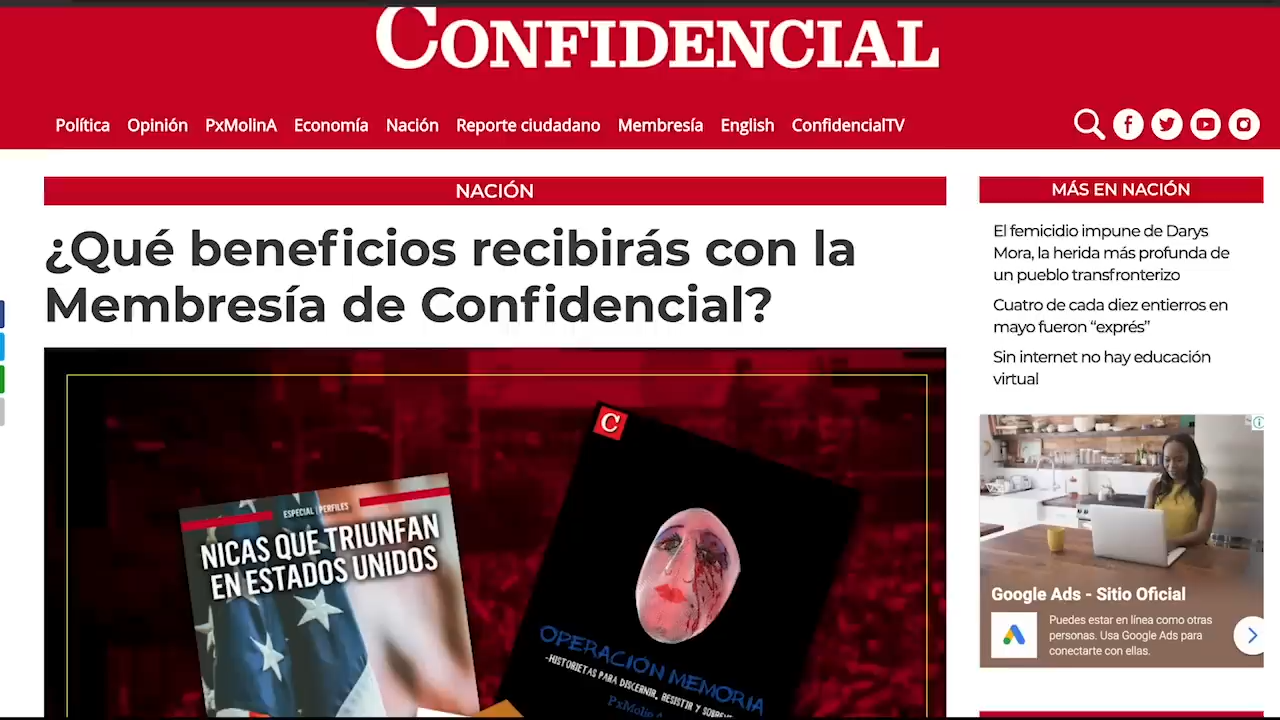 CONFIDENCIAL
Política Opinión PxMolinA Economía Nación Reporte ciudadano Membresía English ConfidencialTV
NACIÓN
¿Qué beneficios recibirás con la
Membresía de Confidencial?
ESPECIAL | PERFILES
NICAS QUE TRIUNFAN
EN ESTADOS UNIDOS
C
OPERACIÓN MEMORIA
-HISTORIETAS PARA DISCERNIR, RESISTIR Y
MÁS EN NACIÓN
El femicidio impune de Darys
Mora, la herida más profunda de
un pueblo transfronterizo
Cuatro de cada diez entierros en
mayo fueron “exprés”
Sin internet no hay educación
virtual
Google Ads - Sitio Oficial
Puedes estar en línea como otras
personas. Usa Google Ads para
conectarte con ellas.